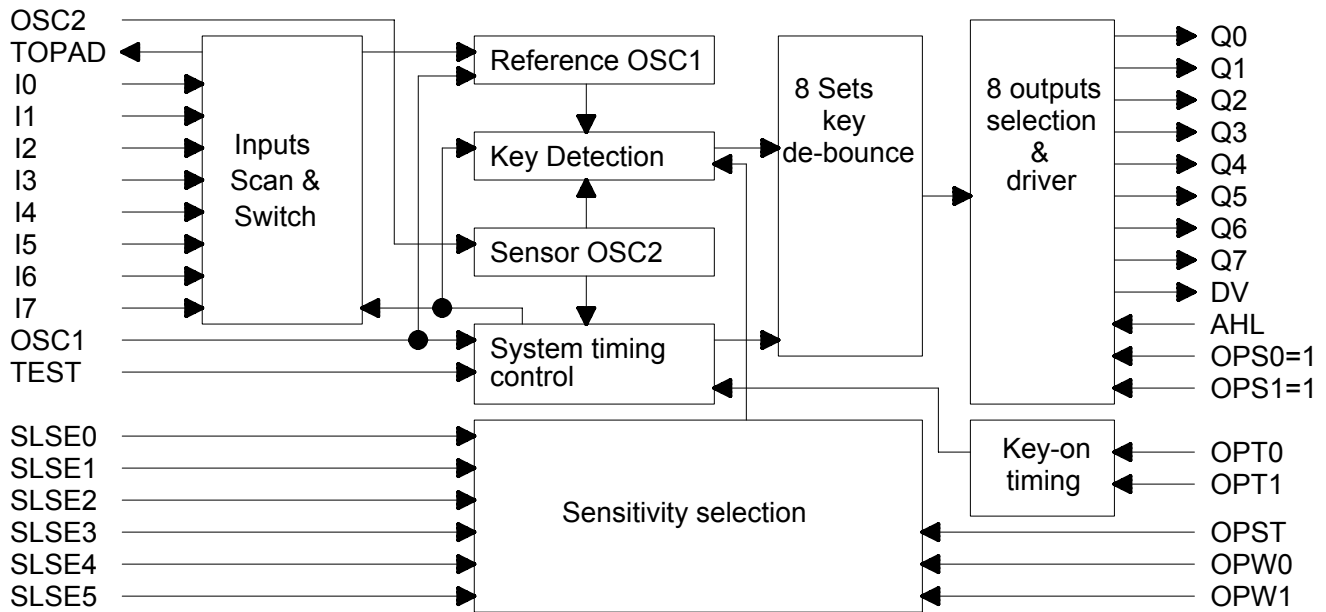 OSC2
TOPAD
I0
I1
I2
I3
I4
I5
I6
I7
OSC1
TEST
SLSE0
SLSE1
SLSE2
SLSE3
SLSE4
SLSE5
Inputs
Scan &
Switch
Reference OSC1
Key Detection
Sensor OSC2
System timing
control
Sensitivity selection
8 Sets
key
de-bounce
8 outputs
selection
&
driver
Key-on
timing
Q0
Q1
Q2
Q3
Q4
Q5
Q6
Q7
DV
AHL
OPS0=1
OPS1=1
OPT0
OPT1
OPST
OPW0
OPW1